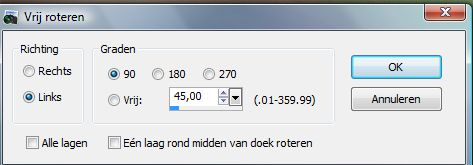 Vrij roteren
Richting
Graden
Rechts
90
180
270
OK
Links
Vrij:
45,00
(.01-359.99)
Annuleren
Alle lagen
Eén laag rond midden van doek roteren